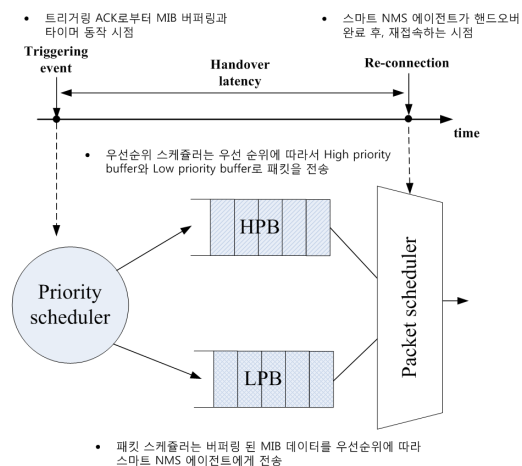 • 트리거링 ACK로부터 MIB 버퍼링과
타이머 동작 시점
• 스마트 NMS 에이전트가 핸드오버
완료 후, 재접속하는 시점
Triggering
event
Handover
latency
Re-connection
time
• 우선순위 스케쥴러는 우선 순위에 따라서 High priority
buffer와 Low priority buffer로 패킷을 전송
HPB
Priority
scheduler
LPB
Packet scheduler
• 패킷 스케쥴러는 버퍼링 된 MIB 데이터를 우선순위에 따라
스마트 NMS 에이전트에게 전송